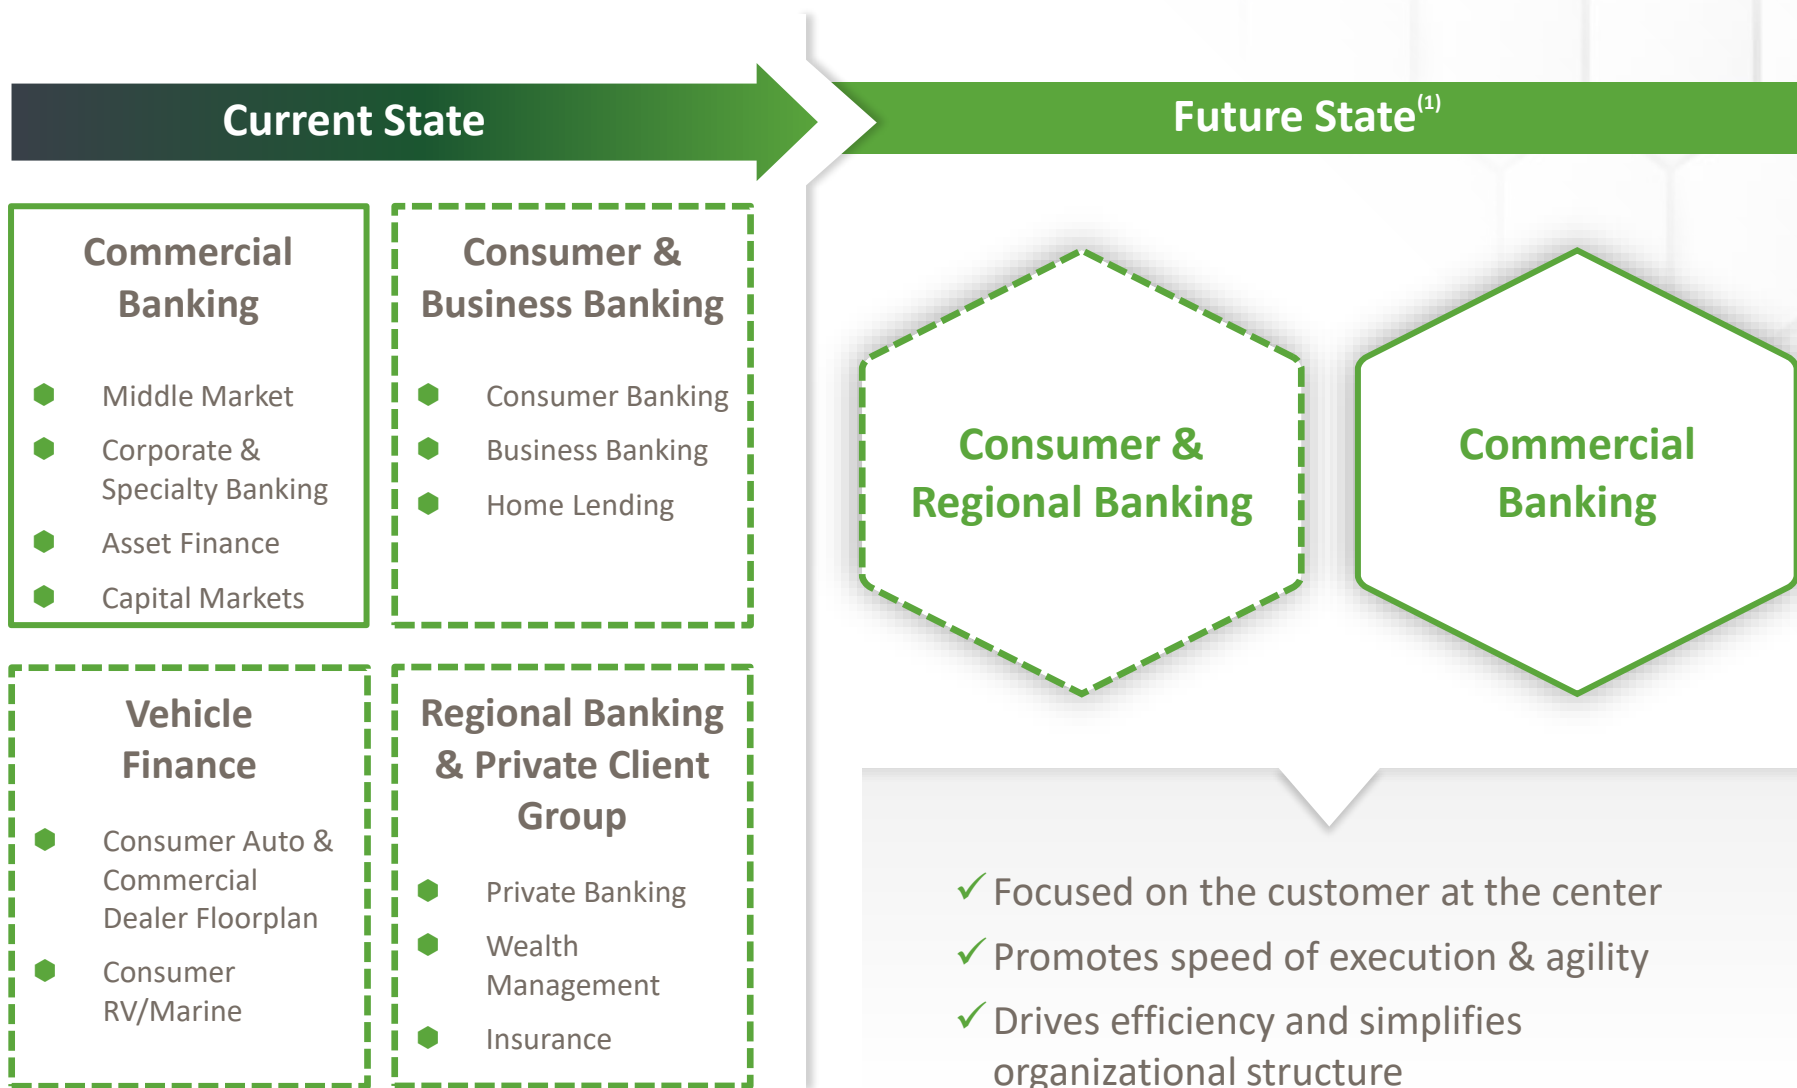 Current State
Future State(1)
Commercial
Banking
Middle Market
Corporate &
Specialty Banking
Asset Finance
Capital Markets
Consumer &
Business Banking
Consumer Banking
Business Banking
Home Lending
Vehicle
Finance
Consumer Auto &
Commercial
Dealer Floorplan
Consumer
RV/Marine
Regional Banking
& Private Client
Group
Private Banking
Wealth
Management
Insurance
Consumer &
Regional Banking
Commercial
Banking
✓ Focused on the customer at the center
✓ Promotes speed of execution & agility
✓ Drives efficiency and simplifies
organizational structure